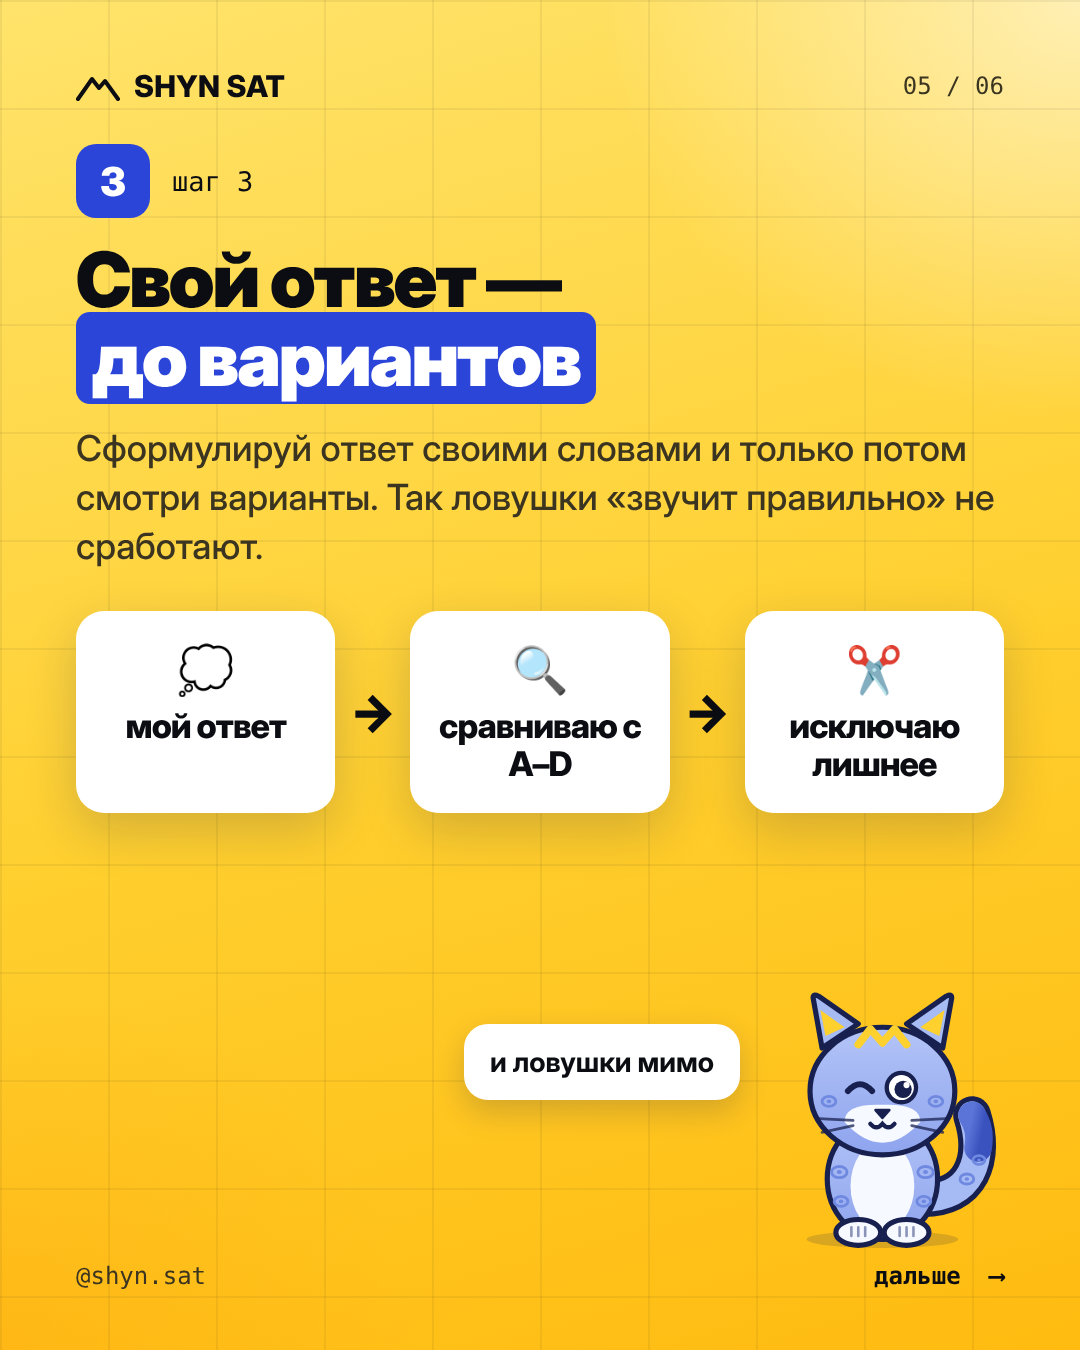 SHYN SAT
05 / 06
3
шаг 3
Свой ответ —
до вариантов
Сформулируй ответ своими словами и только потом
смотри варианты. Так ловушки «звучит правильно» не
сработают.
мой ответ
→
сравниваю с
A–D
→
исключаю
лишнее
и ловушки мимо
@shyn.sat
дальше →